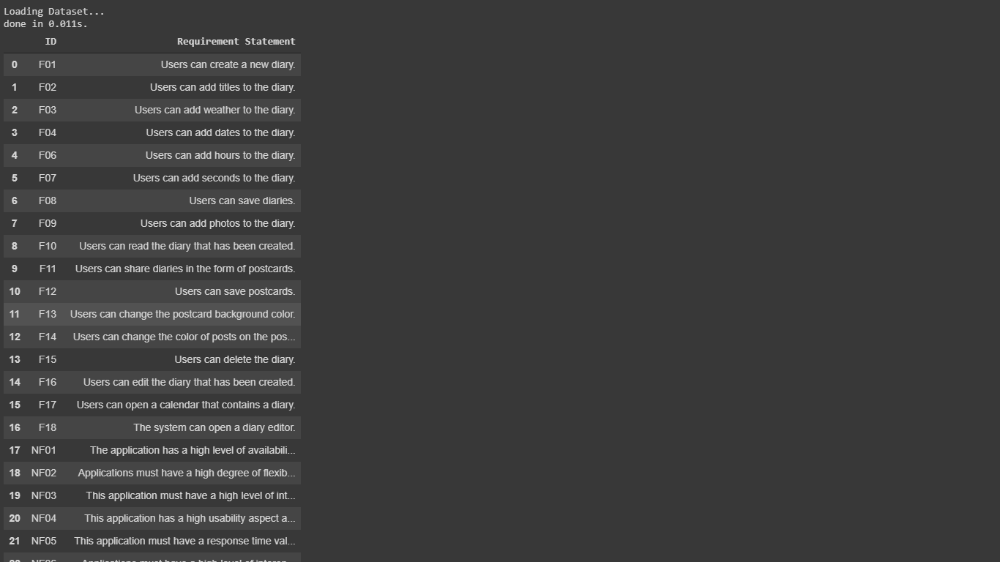 Loading Dataset...
done in 0.011s.
ID Requirement Statement
0 F01 Users can create a new diary.
1 F02 Users can add titles to the diary.
2 F03 Users can add weather to the diary.
3 F04 Users can add dates to the diary.
4 F06 Users can add hours to the diary.
5 F07 Users can add seconds to the diary.
6 F08 Users can save diaries.
7 F09 Users can add photos to the diary.
8 F10 Users can read the diary that has been created.
9 F11 Users can share diaries in the form of postcards.
10 F12 Users can save postcards.
11 F13 Users can change the postcard background color.
12 F14 Users can change the color of posts on the pos...
13 F15 Users can delete the diary.
14 F16 Users can edit the diary that has been created.
15 F17 Users can open a calendar that contains a diary.
16 F18 The system can open a diary editor.
17 NF01 The application has a high level of availabili...
18 NF02 Applications must have a high degree of flexib...
19 NF03 This application must have a high level of int...
20 NF04 This application has a high usability aspect a...
21 NF05 This application must have a response time val...
22 NF06 Applications must have a high level of interop...